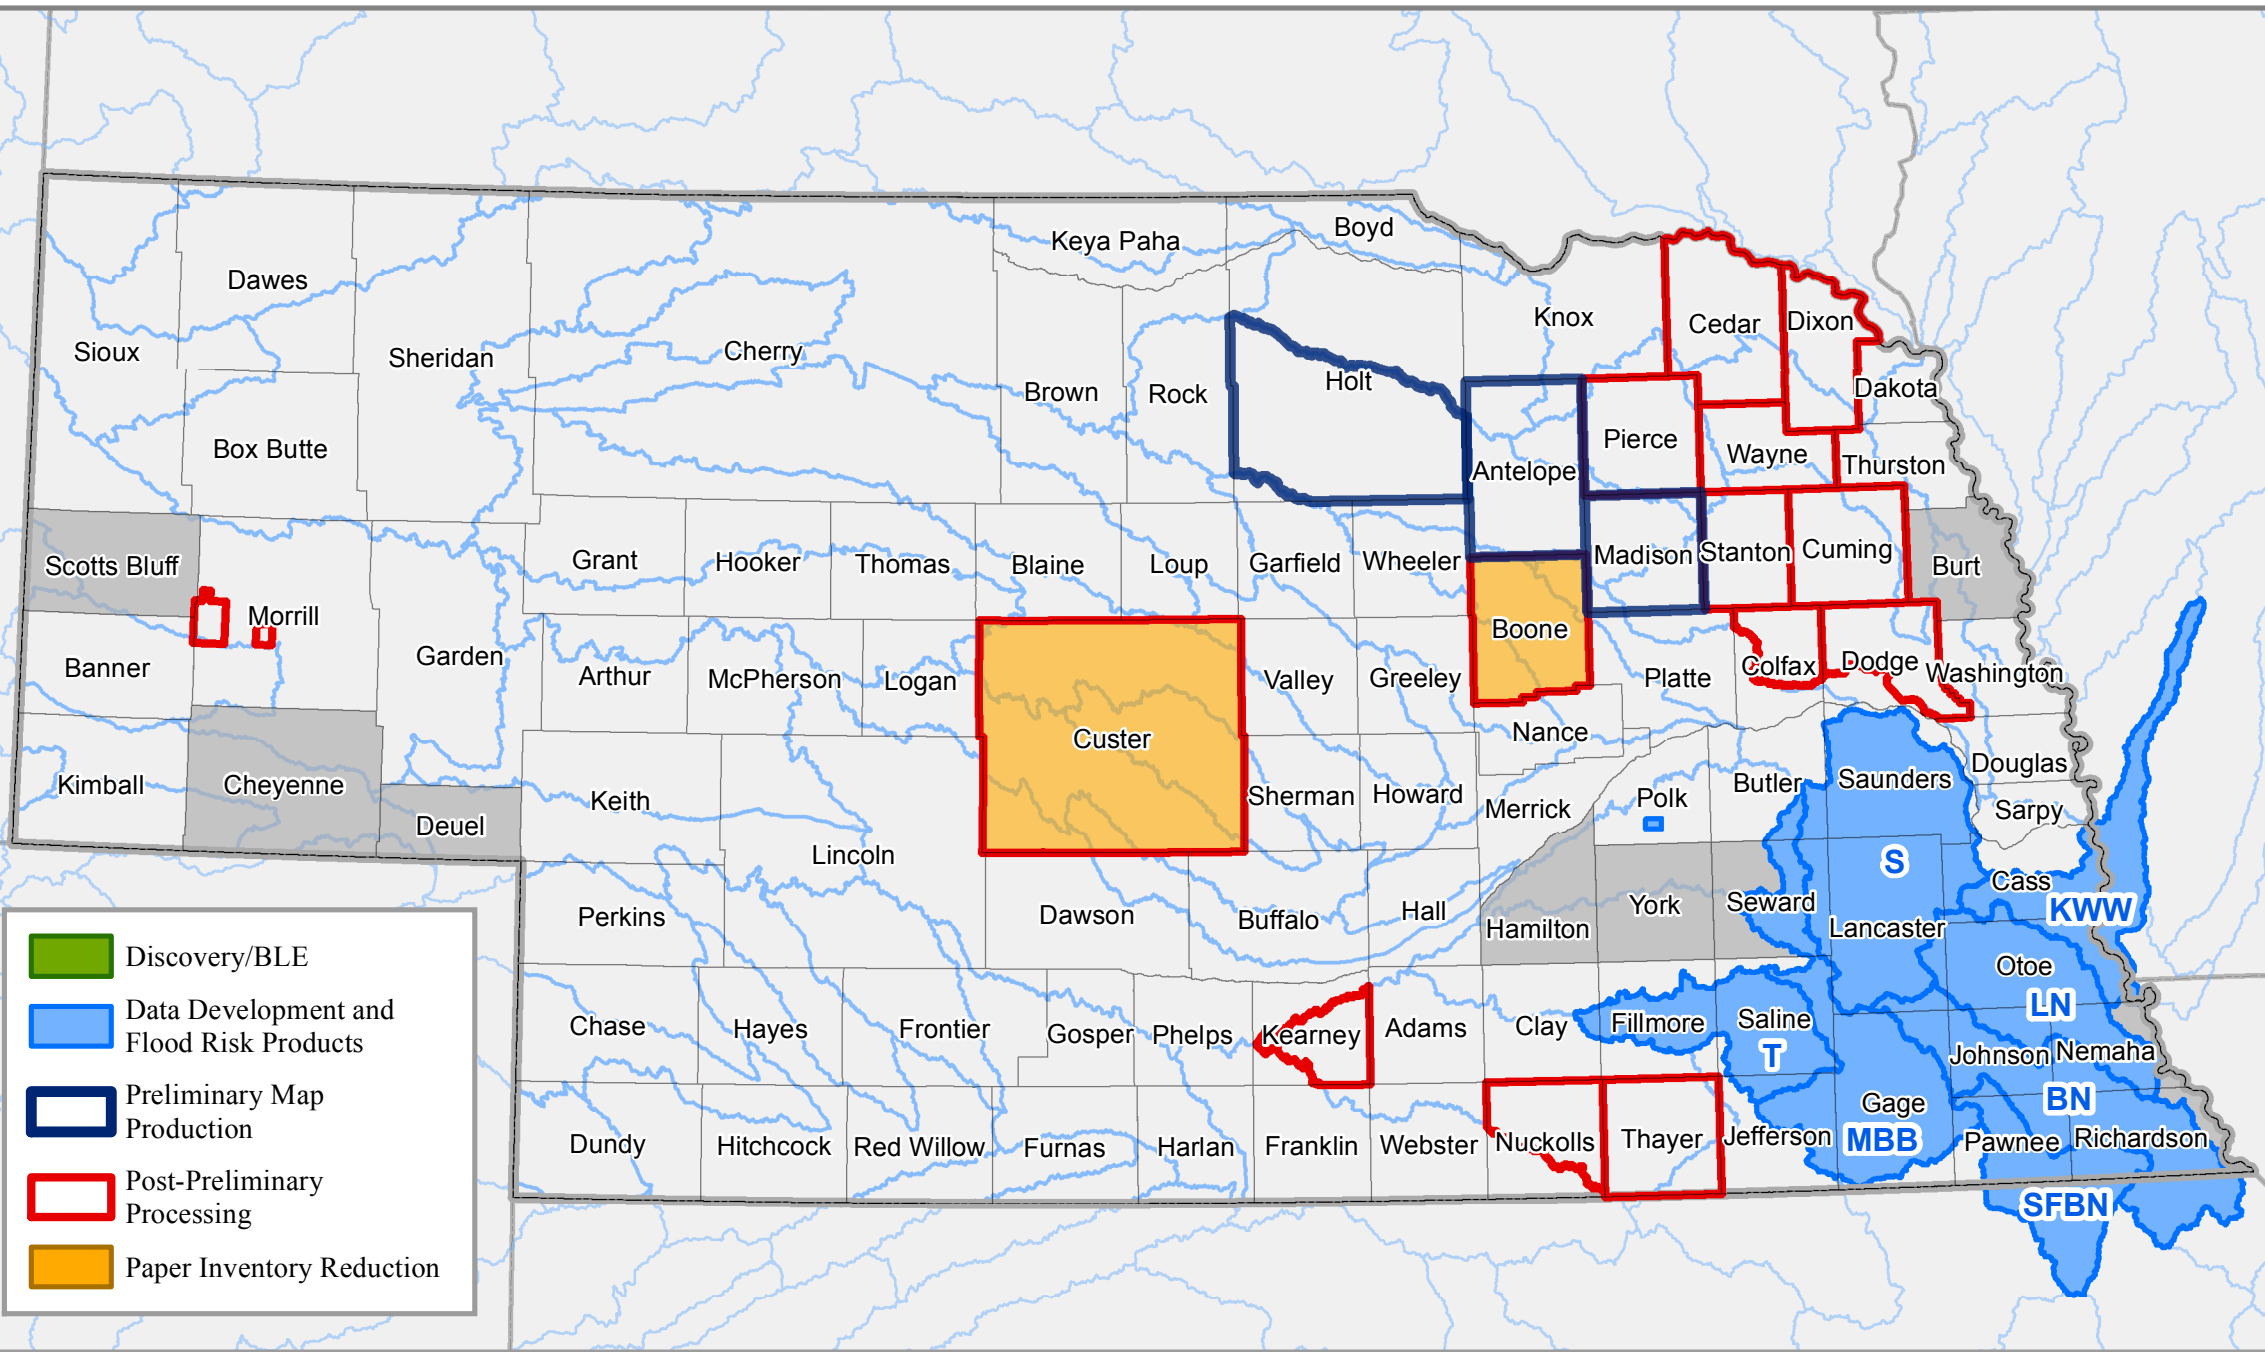 Boyd
Keya Paha
Dawes
Knox
Cedar
Dixon
Sioux
Sheridan
Cherry
Brown
Rock
Holt
Dakota
Box Butte
Pierce
Wayne
Antelope
Thurston
Scotts Bluff
Grant
Hooker
Thomas
Blaine
Loup
Garfield
Wheeler
Madison
Stanton
Cuming
Burt
Morrill
Boone
Banner
Garden
Arthur
McPherson
Logan
Valley
Greeley
Platte
Colfax
Dodge
Washington
Custer
Nance
Kimball
Cheyenne
Keith
Sherman
Howard
Merrick
Polk
Butler
Saunders
Douglas
Sarpy
Deuel
Lincoln
S
Cass
Perkins
Dawson
Buffalo
Hall
Hamilton
York
Seward
Lancaster
KWW
Otoe
LN
Chase
Hayes
Frontier
Gosper
Phelps
Kearney
Adams
Clay
Fillmore
Saline
T
Johnson
Nemaha
BN
Gage
MBB
Dundy
Hitchcock
Red Willow
Furnas
Harlan
Franklin
Webster
Nuckolls
Thayer
Jefferson
Pawnee
Richardson
SFBN
Discovery/BLE
Data Development and
Flood Risk Products
Preliminary Map
Production
Post-Preliminary
Processing
Paper Inventory Reduction